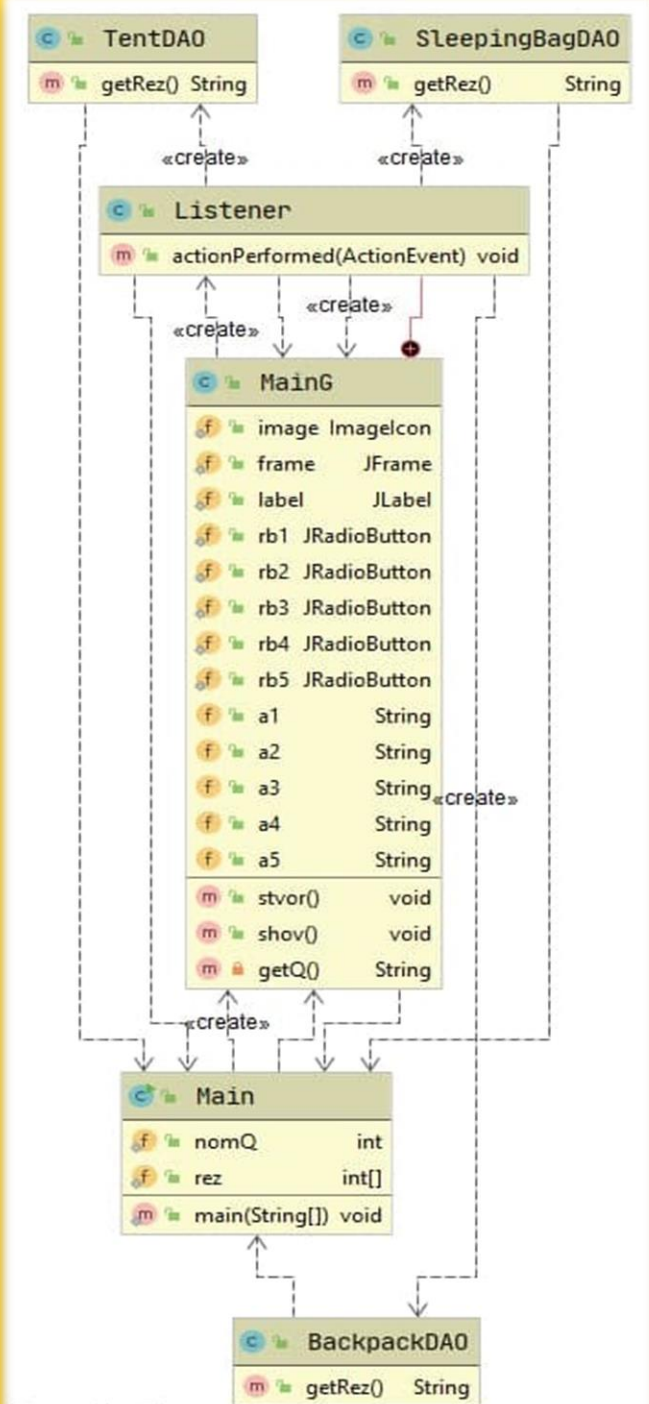 TentDAO
getRez() String
SleepingBagDAO
getRez() String
«create»
«create»
Listener
actionPerformed(ActionEvent) void
«create»
«create»
MainG
image ImageIcon
frame JFrame
label JLabel
rb1 JRadioButton
rb2 JRadioButton
rb3 JRadioButton
rb4 JRadioButton
rb5 JRadioButton
a1 String
a2 String
a3 String
«create»
a4 String
a5 String
stvor() void
shov() void
getQ() String
«create»
Main
nomQ int
rez int[]
main(String[]) void
BackpackDAO
getRez() String